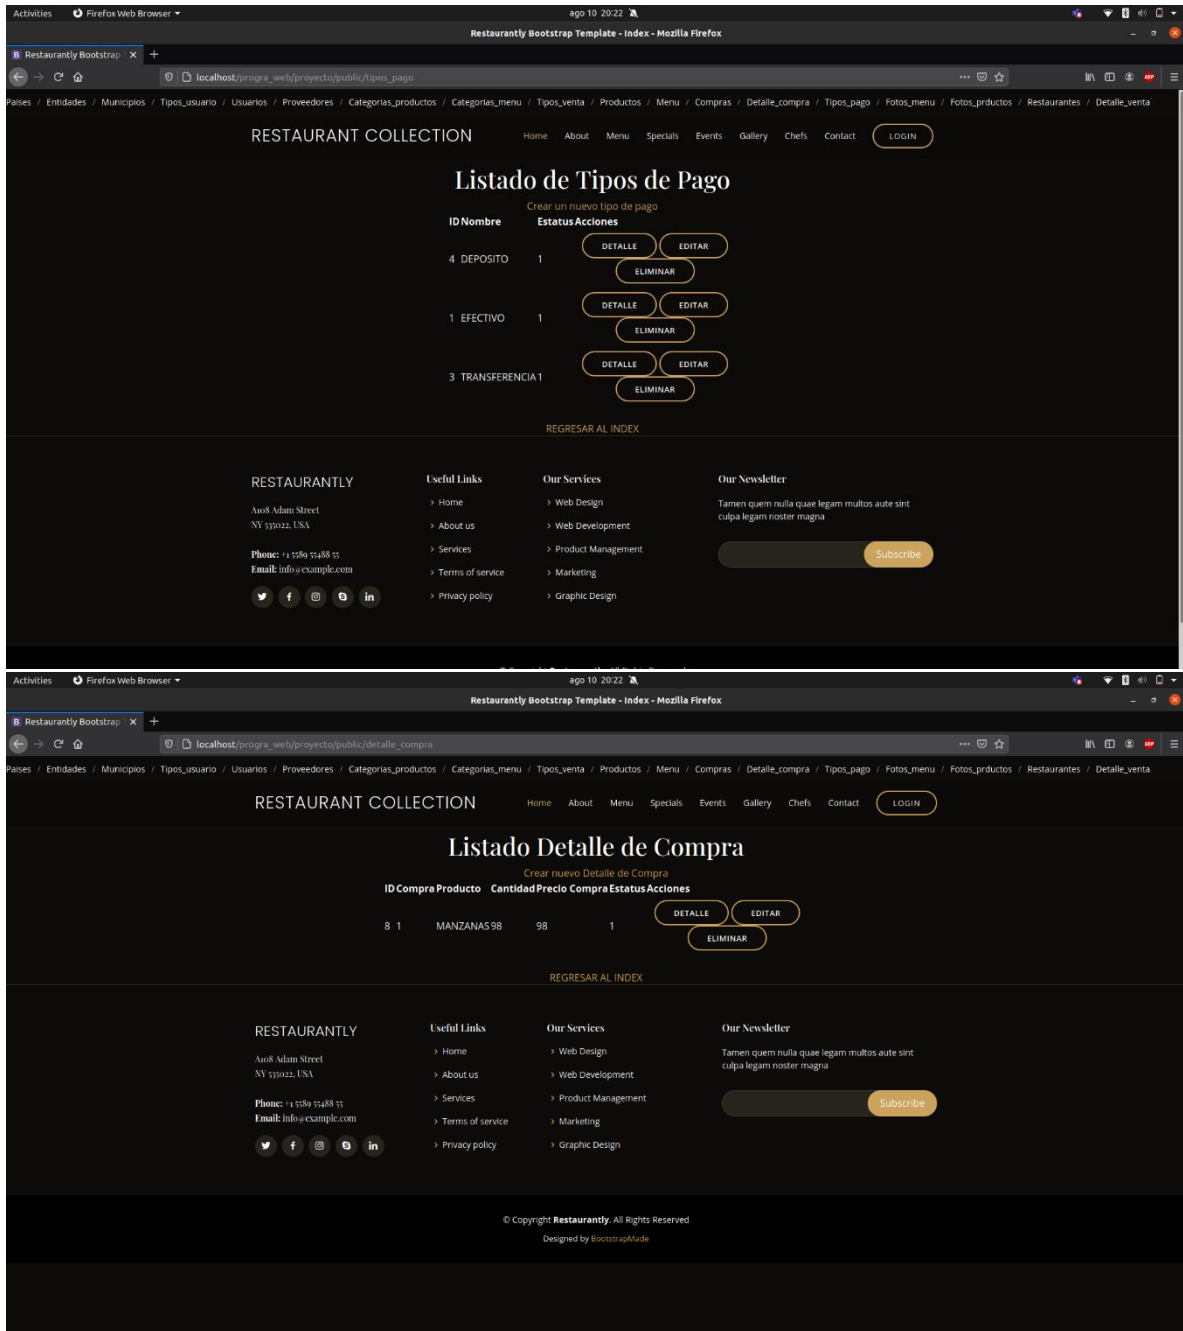 Activities Firefox Web Browser ago 10 20:22
Restaurantly Bootstrap Template - Index - Mozilla Firefox
B Restaurantly Bootstrap T × +
localhost/progra_web/proyecto/public/tipos_pago ABP
Paises / Entidades / Municipios / Tipos_usuario / Usuarios / Proveedores / Categorias_productos / Categorias_menu / Tipos_venta / Productos / Menu / Compras / Detalle_compra / Tipos_pago / Fotos_menu / Fotos_prductos / Restaurantes / Detalle_venta
RESTAURANT COLLECTION Home About Menu Specials Events Gallery Chefs Contact LOGIN
Listado de Tipos de Pago
Crear un nuevo tipo de pago
ID Nombre Estatus Acciones
4 DEPOSITO 1 DETALLE EDITAR
ELIMINAR
1 EFECTIVO 1 DETALLE EDITAR
ELIMINAR
3 TRANSFERENCIA 1 DETALLE EDITAR
ELIMINAR
REGRESAR AL INDEX
RESTAURANTLY
A108 Adam Street
NY 535022, USA
Phone: +1 5589 55488 55
Email: info@example.com
Useful Links
Home
About us
Services
Terms of service
Privacy policy
Our Services
Web Design
Web Development
Product Management
Marketing
Graphic Design
Our Newsletter
Tamen quem nulla quae legam multos aute sint
culpa legam noster magna
Subscribe
Activities Firefox Web Browser ago 10 20:22
Restaurantly Bootstrap Template - Index - Mozilla Firefox
B Restaurantly Bootstrap T × +
localhost/progra_web/proyecto/public/detalle_compra ABP
Paises / Entidades / Municipios / Tipos_usuario / Usuarios / Proveedores / Categorias_productos / Categorias_menu / Tipos_venta / Productos / Menu / Compras / Detalle_compra / Tipos_pago / Fotos_menu / Fotos_prductos / Restaurantes / Detalle_venta
RESTAURANT COLLECTION Home About Menu Specials Events Gallery Chefs Contact LOGIN
Listado Detalle de Compra
Crear nuevo Detalle de Compra
ID Compra Producto Cantidad Precio Compra Estatus Acciones
8 1 MANZANAS 98 98 1 DETALLE EDITAR
ELIMINAR
REGRESAR AL INDEX
RESTAURANTLY
A108 Adam Street
NY 535022, USA
Phone: +1 5589 55488 55
Email: info@example.com
Useful Links
Home
About us
Services
Terms of service
Privacy policy
Our Services
Web Design
Web Development
Product Management
Marketing
Graphic Design
Our Newsletter
Tamen quem nulla quae legam multos aute sint
culpa legam noster magna
Subscribe
© Copyright Restaurantly. All Rights Reserved
Designed by BootstrapMade